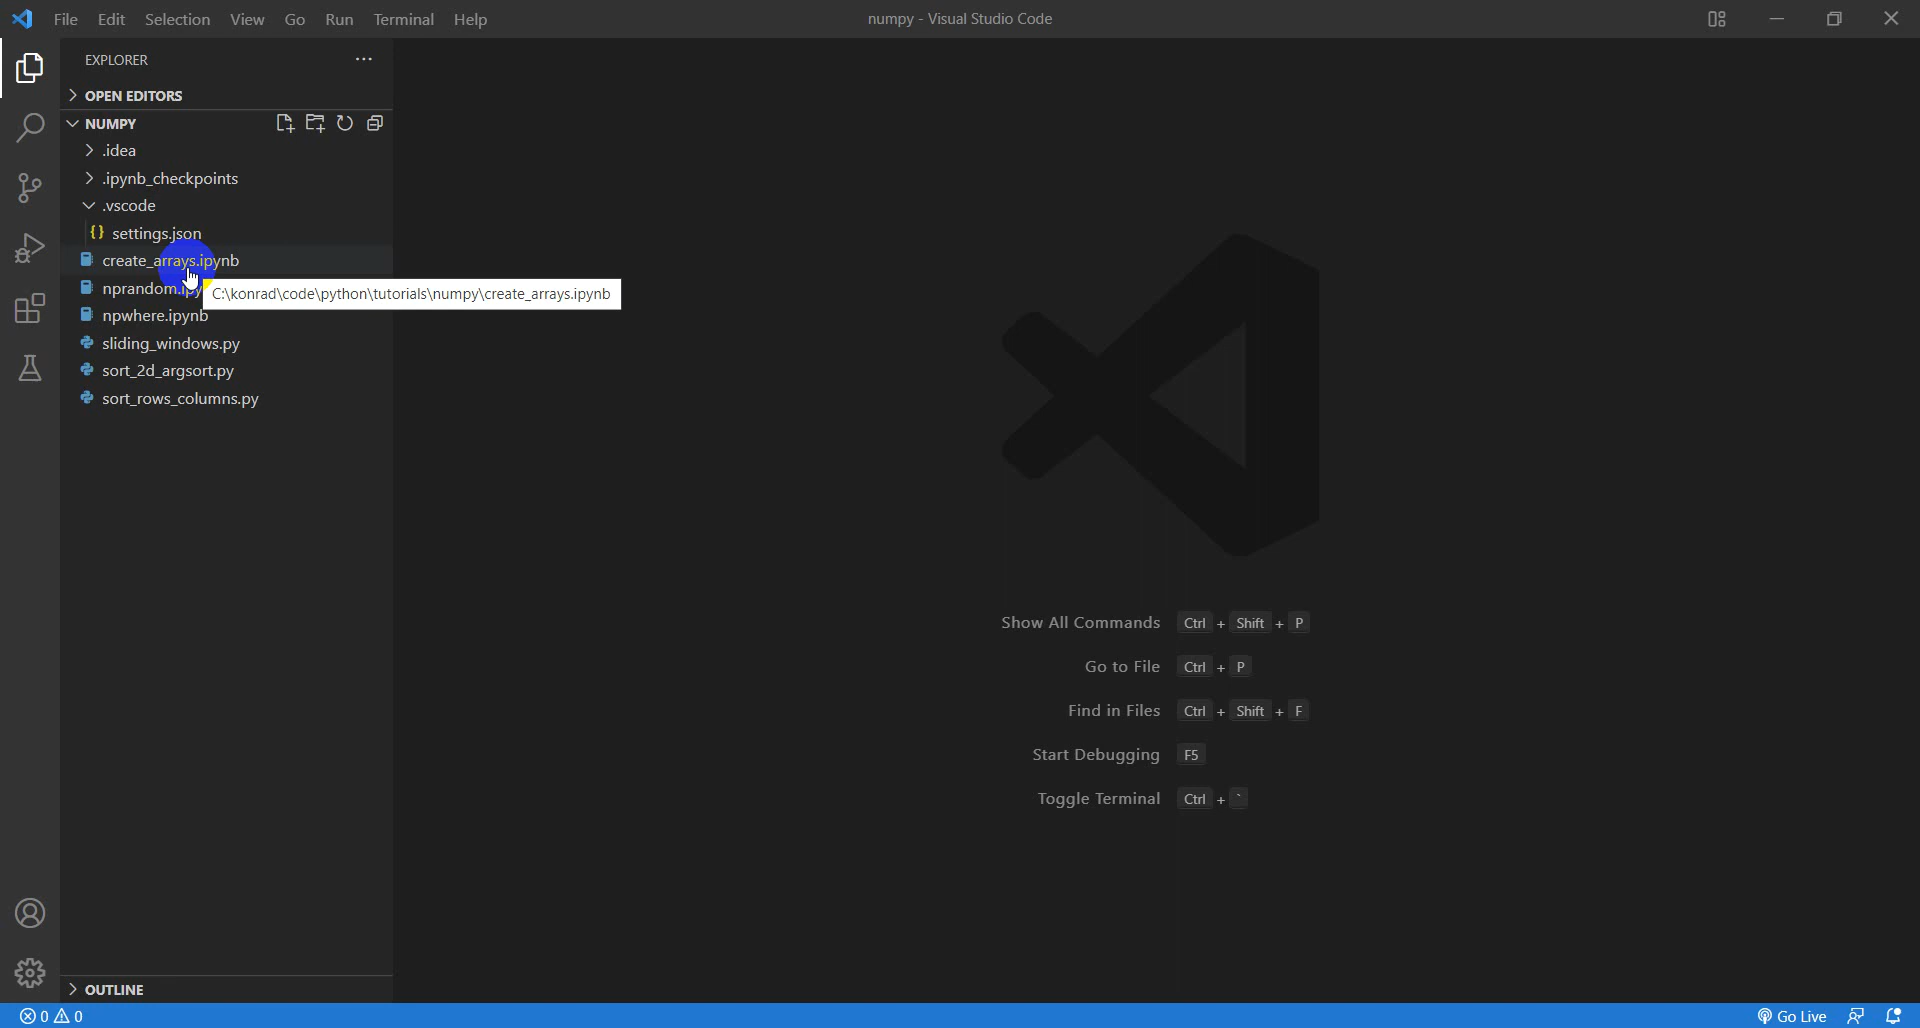 File Edit Selection View Go Run Terminal Help
numpy - Visual Studio Code
EXPLORER
OPEN EDITORS
NUMPY
.idea
.ipynb_checkpoints
.vscode
{} settings.json
create_arrays.ipynb
nprandom.ipy
C:\konrad\code\python\tutorials\numpy\create_arrays.ipynb
npwhere.ipynb
sliding_windows.py
sort_2d_argsort.py
sort_rows_columns.py
Show All Commands Ctrl + Shift + P
Go to File Ctrl + P
Find in Files Ctrl + Shift + F
Start Debugging F5
Toggle Terminal Ctrl + `
OUTLINE
0 0
Go Live